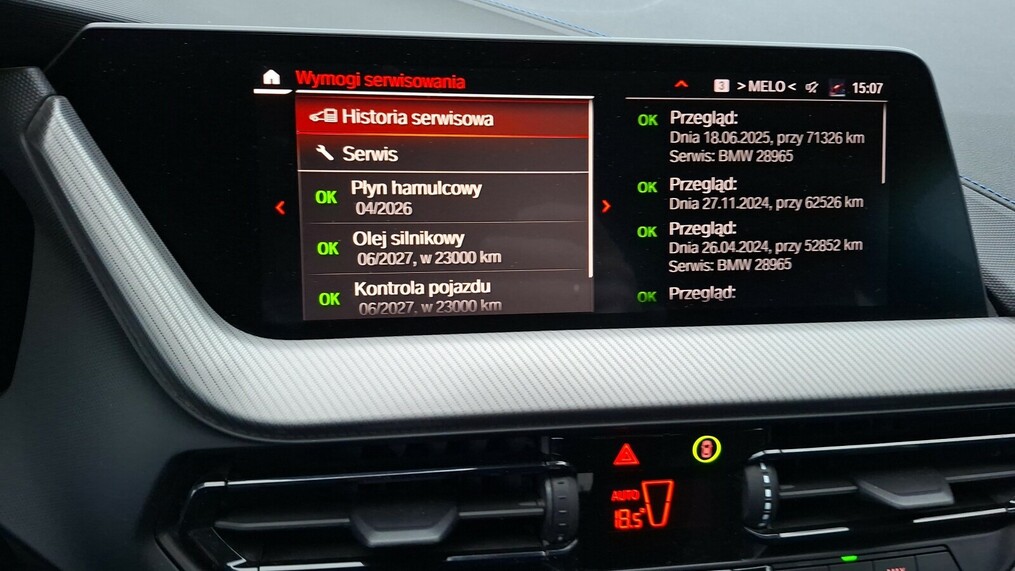 Wymogi serwisowania
3 >MELO< 15:07
Historia serwisowa
Serwis
OK Płyn hamulcowy
04/2026
OK Olej silnikowy
06/2027, w 23000 km
OK Kontrola pojazdu
06/2027, w 23000 km
OK Przegląd:
Dnia 18.06.2025, przy 71326 km
Serwis: BMW 28965
OK Przegląd:
Dnia 27.11.2024, przy 62526 km
OK Przegląd:
Dnia 26.04.2024, przy 52852 km
Serwis: BMW 28965
OK Przegląd:
AUTO
18.5°